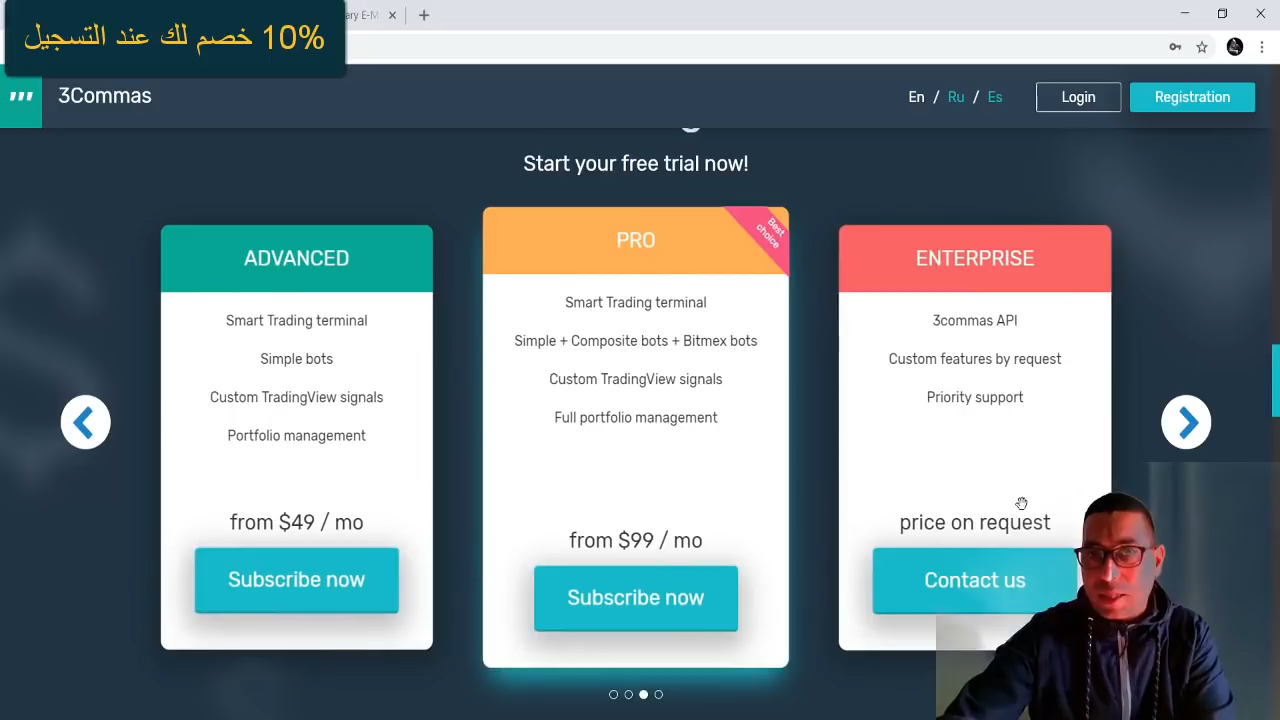 ary E-M
10% خصم لك عند التسجيل
3Commas
En / Ru / Es
Login
Registration
Start your free trial now!
ADVANCED
Smart Trading terminal
Simple bots
Custom TradingView signals
Portfolio management
from $49 / mo
Subscribe now
PRO
Best choice
Smart Trading terminal
Simple + Composite bots + Bitmex bots
Custom TradingView signals
Full portfolio management
from $99 / mo
Subscribe now
ENTERPRISE
3commas API
Custom features by request
Priority support
price on request
Contact us